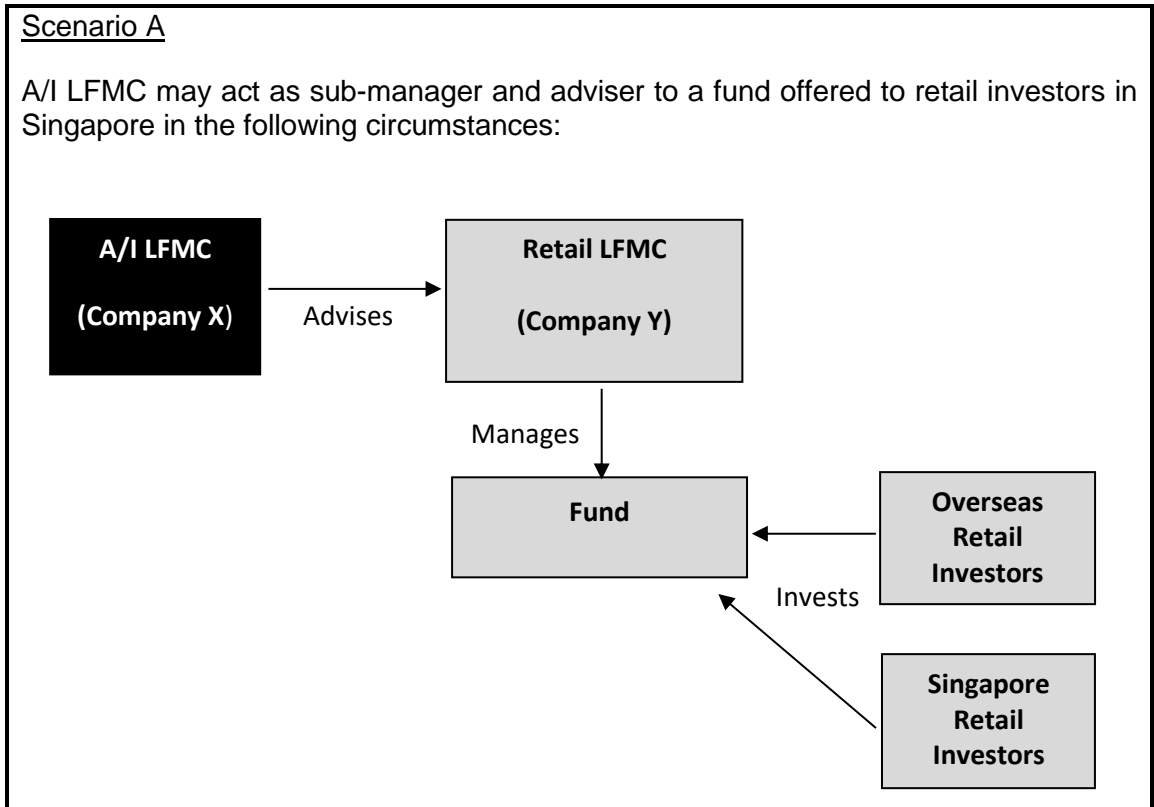 Scenario A
A/I LFMC may act as sub-manager and adviser to a fund offered to retail investors in
Singapore in the following circumstances:
A/I LFMC
(Company X)
Advises
Retail LFMC
(Company Y)
Manages
Fund
Invests
Overseas
Retail
Investors
Singapore
Retail
Investors